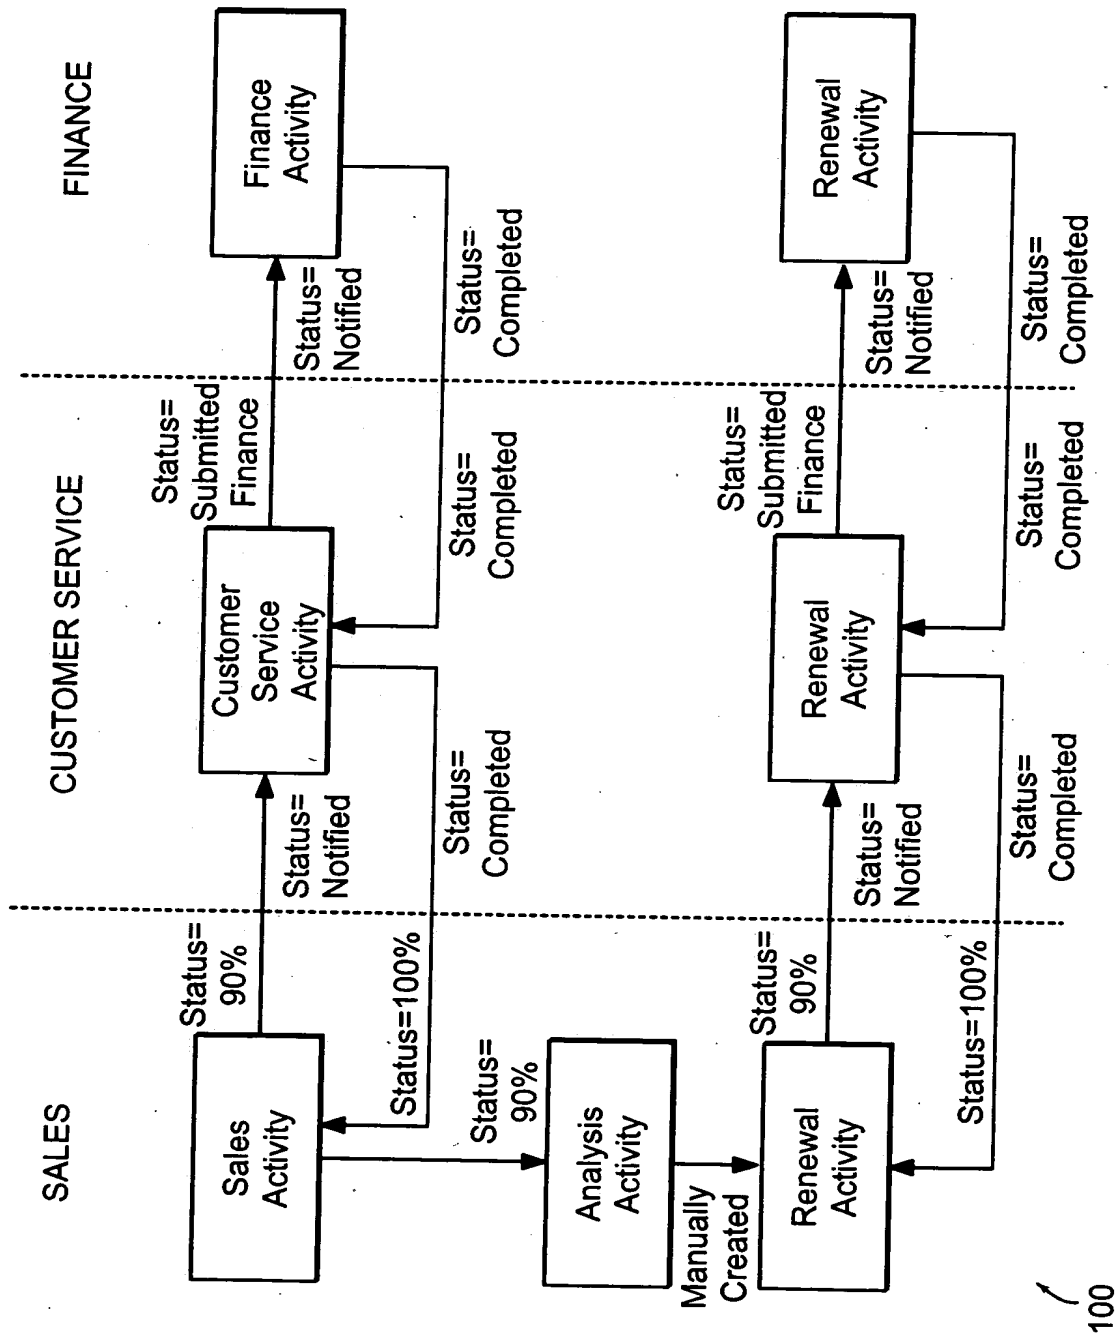 SALES
CUSTOMER SERVICE
FINANCE
Sales
Activity
Status=
90%
Status=
Notified
Customer
Service
Activity
Status=
Submitted
Finance
Status=
Notified
Finance
Activity
Status=100%
Status=
Completed
Status=
Completed
Status=
Completed
Status=
90%
Analysis
Activity
Manually
Created
Renewal
Activity
Status=
90%
Status=
Notified
Renewal
Activity
Status=
Submitted
Finance
Status=
Notified
Renewal
Activity
Status=100%
Status=
Completed
Status=
Completed
Status=
Completed
100